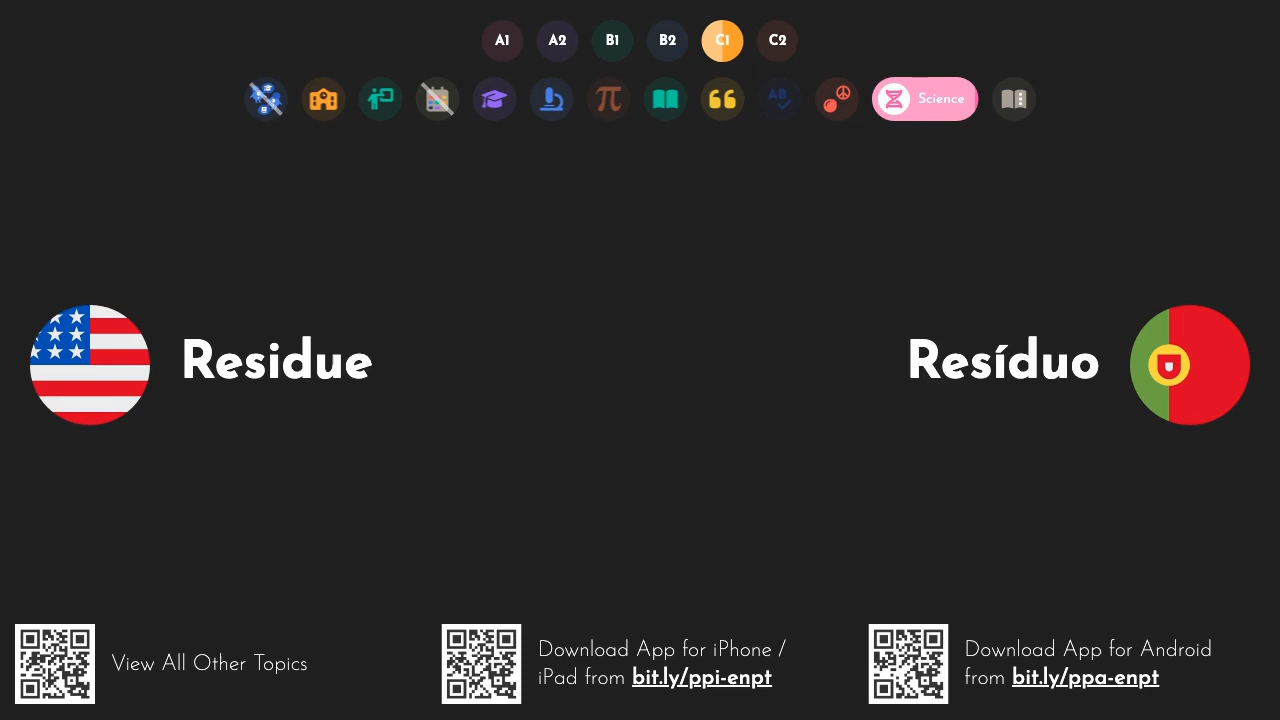 A1 A2 B1 B2 C1 C2
AB
Science
Residue
Resíduo
View All Other Topics
Download App for iPhone /
iPad from bit.ly/ppi-enpt
Download App for Android
from bit.ly/ppa-enpt